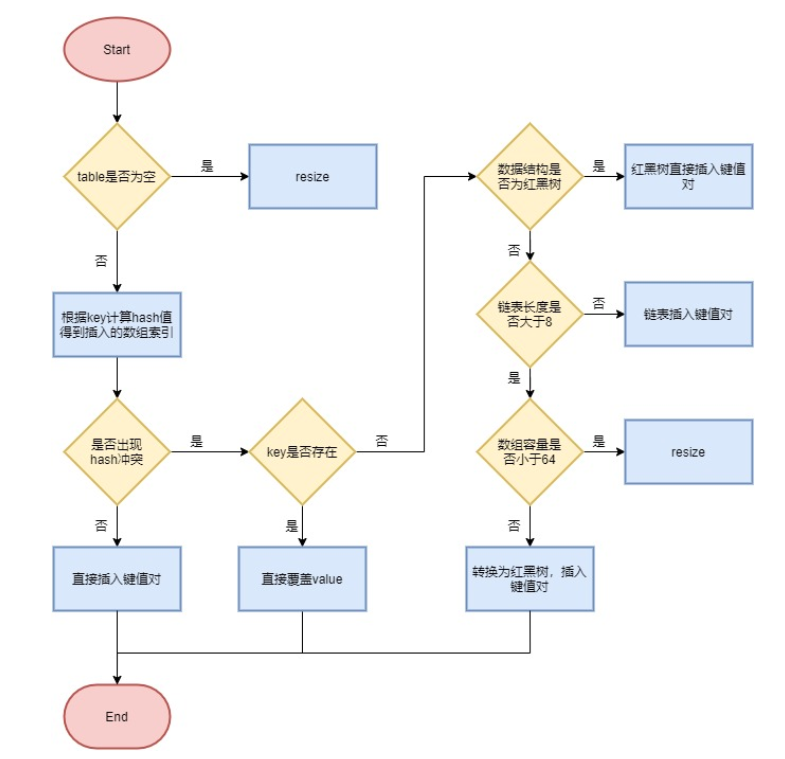 Start
table是否为空
是
resize
否
根据key计算hash值
得到插入的数组索引
是否出现
hash冲突
是
key是否存在
否
否
直接插入键值对
是
直接覆盖value
数据结构是
否为红黑树
是
红黑树直接插入键值
对
否
链表长度是
否大于8
否
链表插入键值对
是
数组容量是
否小于64
是
resize
否
转换为红黑树，插入
键值对
End